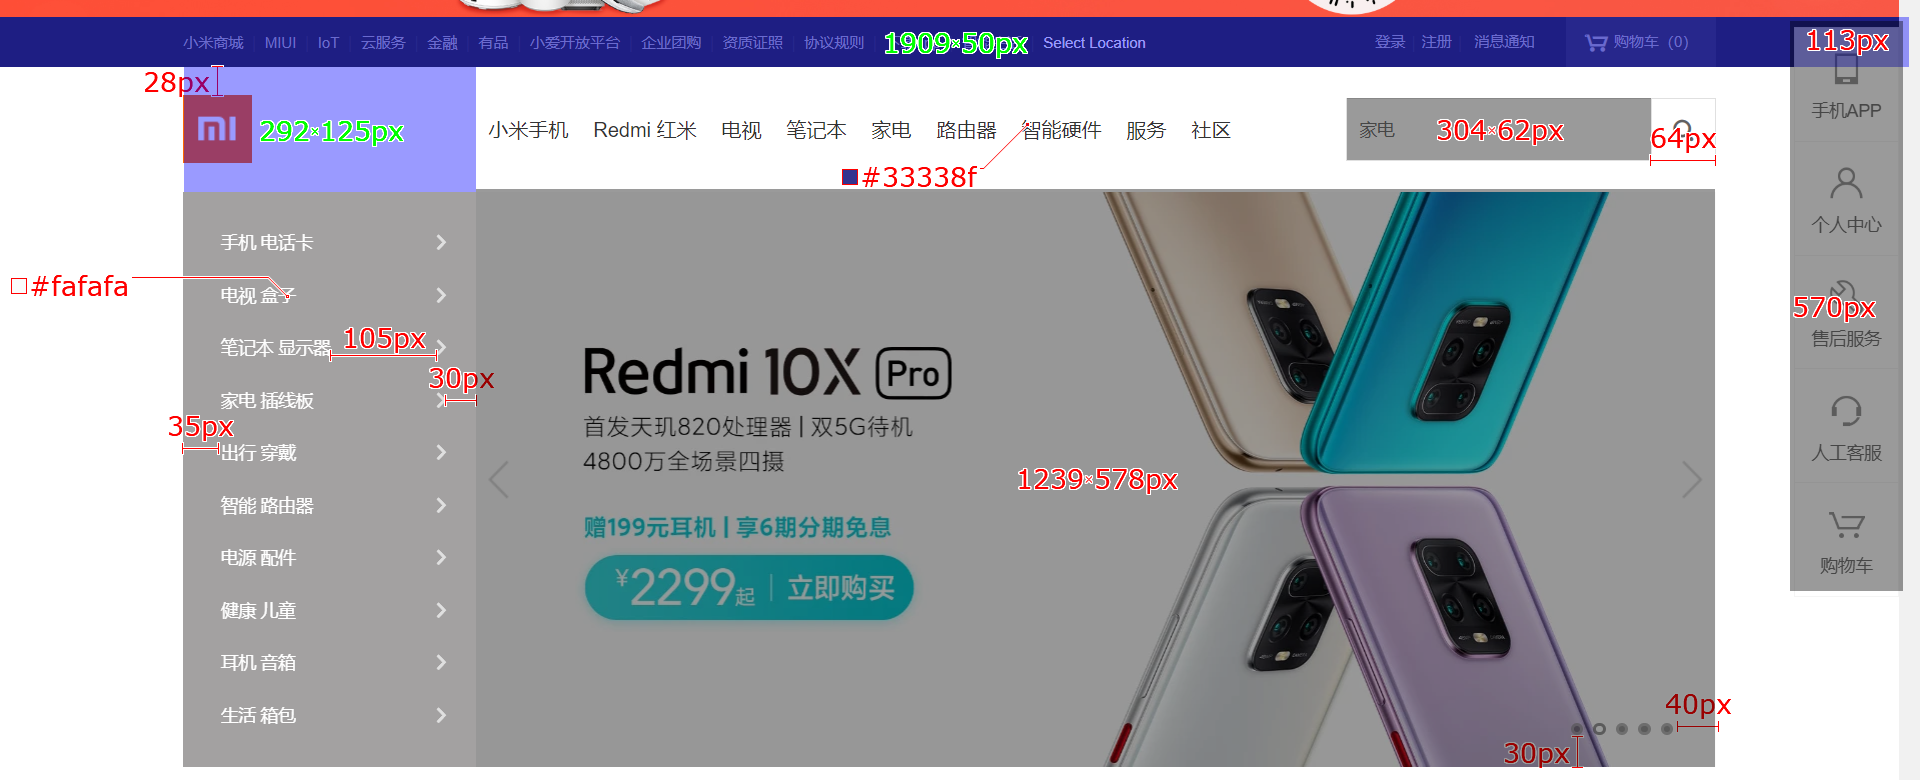 小米商城 MIUI IoT 云服务 金融 有品 小爱开放平台 企业团购 资质证照 协议规则 1909×50px Select Location 登录 注册 消息通知 购物车 (0) 113px
28px
292×125px
小米手机 Redmi 红米 电视 笔记本 家电 路由器 智能硬件 服务 社区
家电 304×62px 64px
#33338f
手机APP
个人中心
570px
售后服务
人工客服
购物车
手机 电话卡
#fafafa
电视 盒子
笔记本 显示器 105px
30px
家电 插线板
35px
出行 穿戴
智能 路由器
电源 配件
健康 儿童
耳机 音箱
生活 箱包
Redmi 10X Pro
首发天玑820处理器 | 双5G待机
4800万全场景四摄
1239×578px
赠199元耳机 | 享6期分期免息
¥2299起 | 立即购买
40px
30px